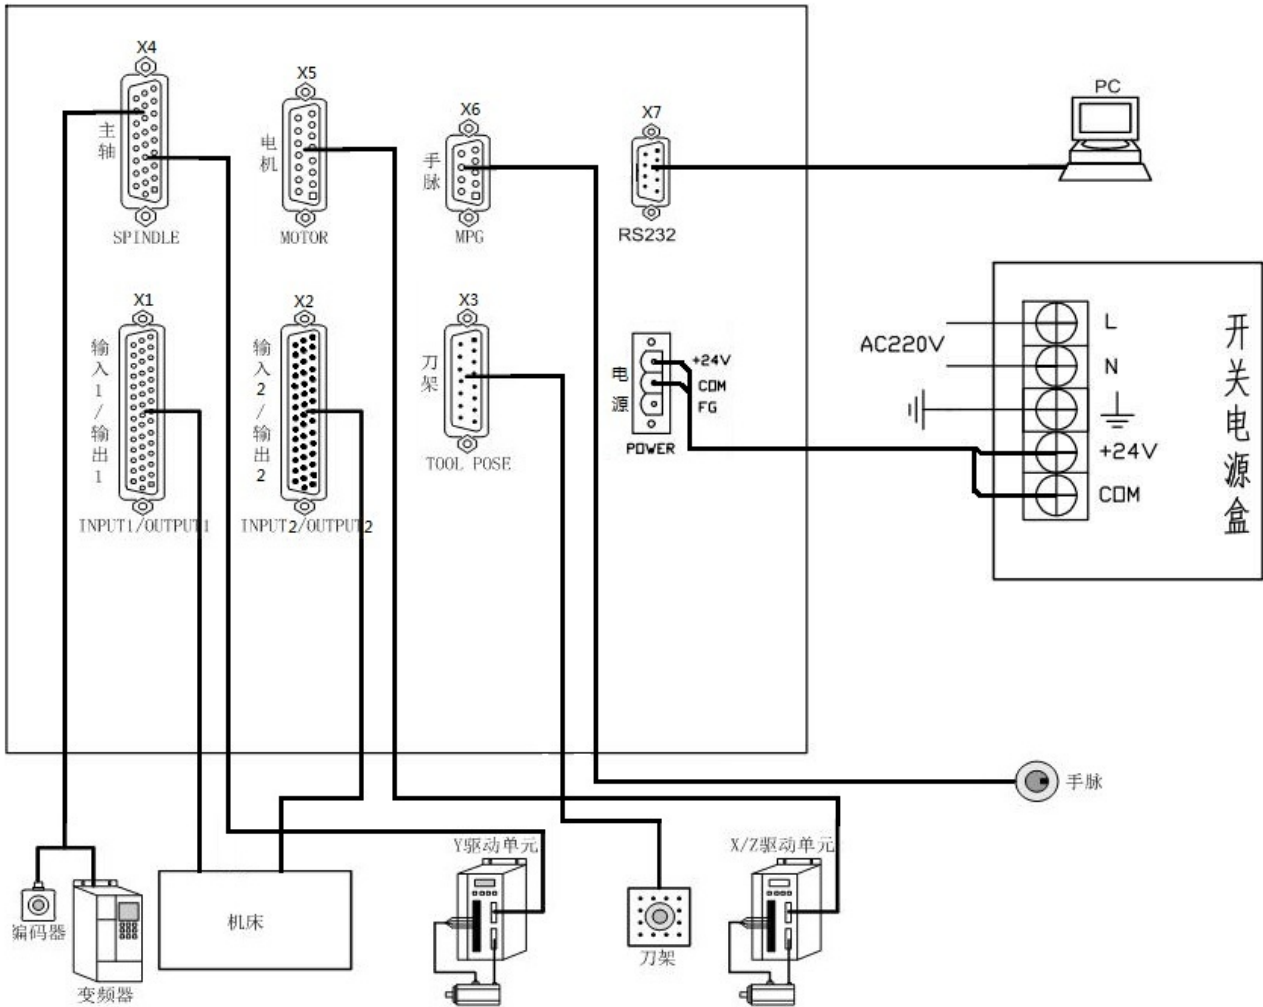 X4
主轴
SPINDLE
X5
电机
MOTOR
X6
手脉
MPG
X7
RS232
PC
X1
输入1/输出1
INPUT1/OUTPUT1
X2
输入2/输出2
INPUT2/OUTPUT2
X3
刀架
TOOL POSE
电源
+24V
COM
FG
POWER
AC220V
L
N
+24V
COM
开关电源盒
手脉
编码器
变频器
机床
Y驱动单元
刀架
X/Z驱动单元